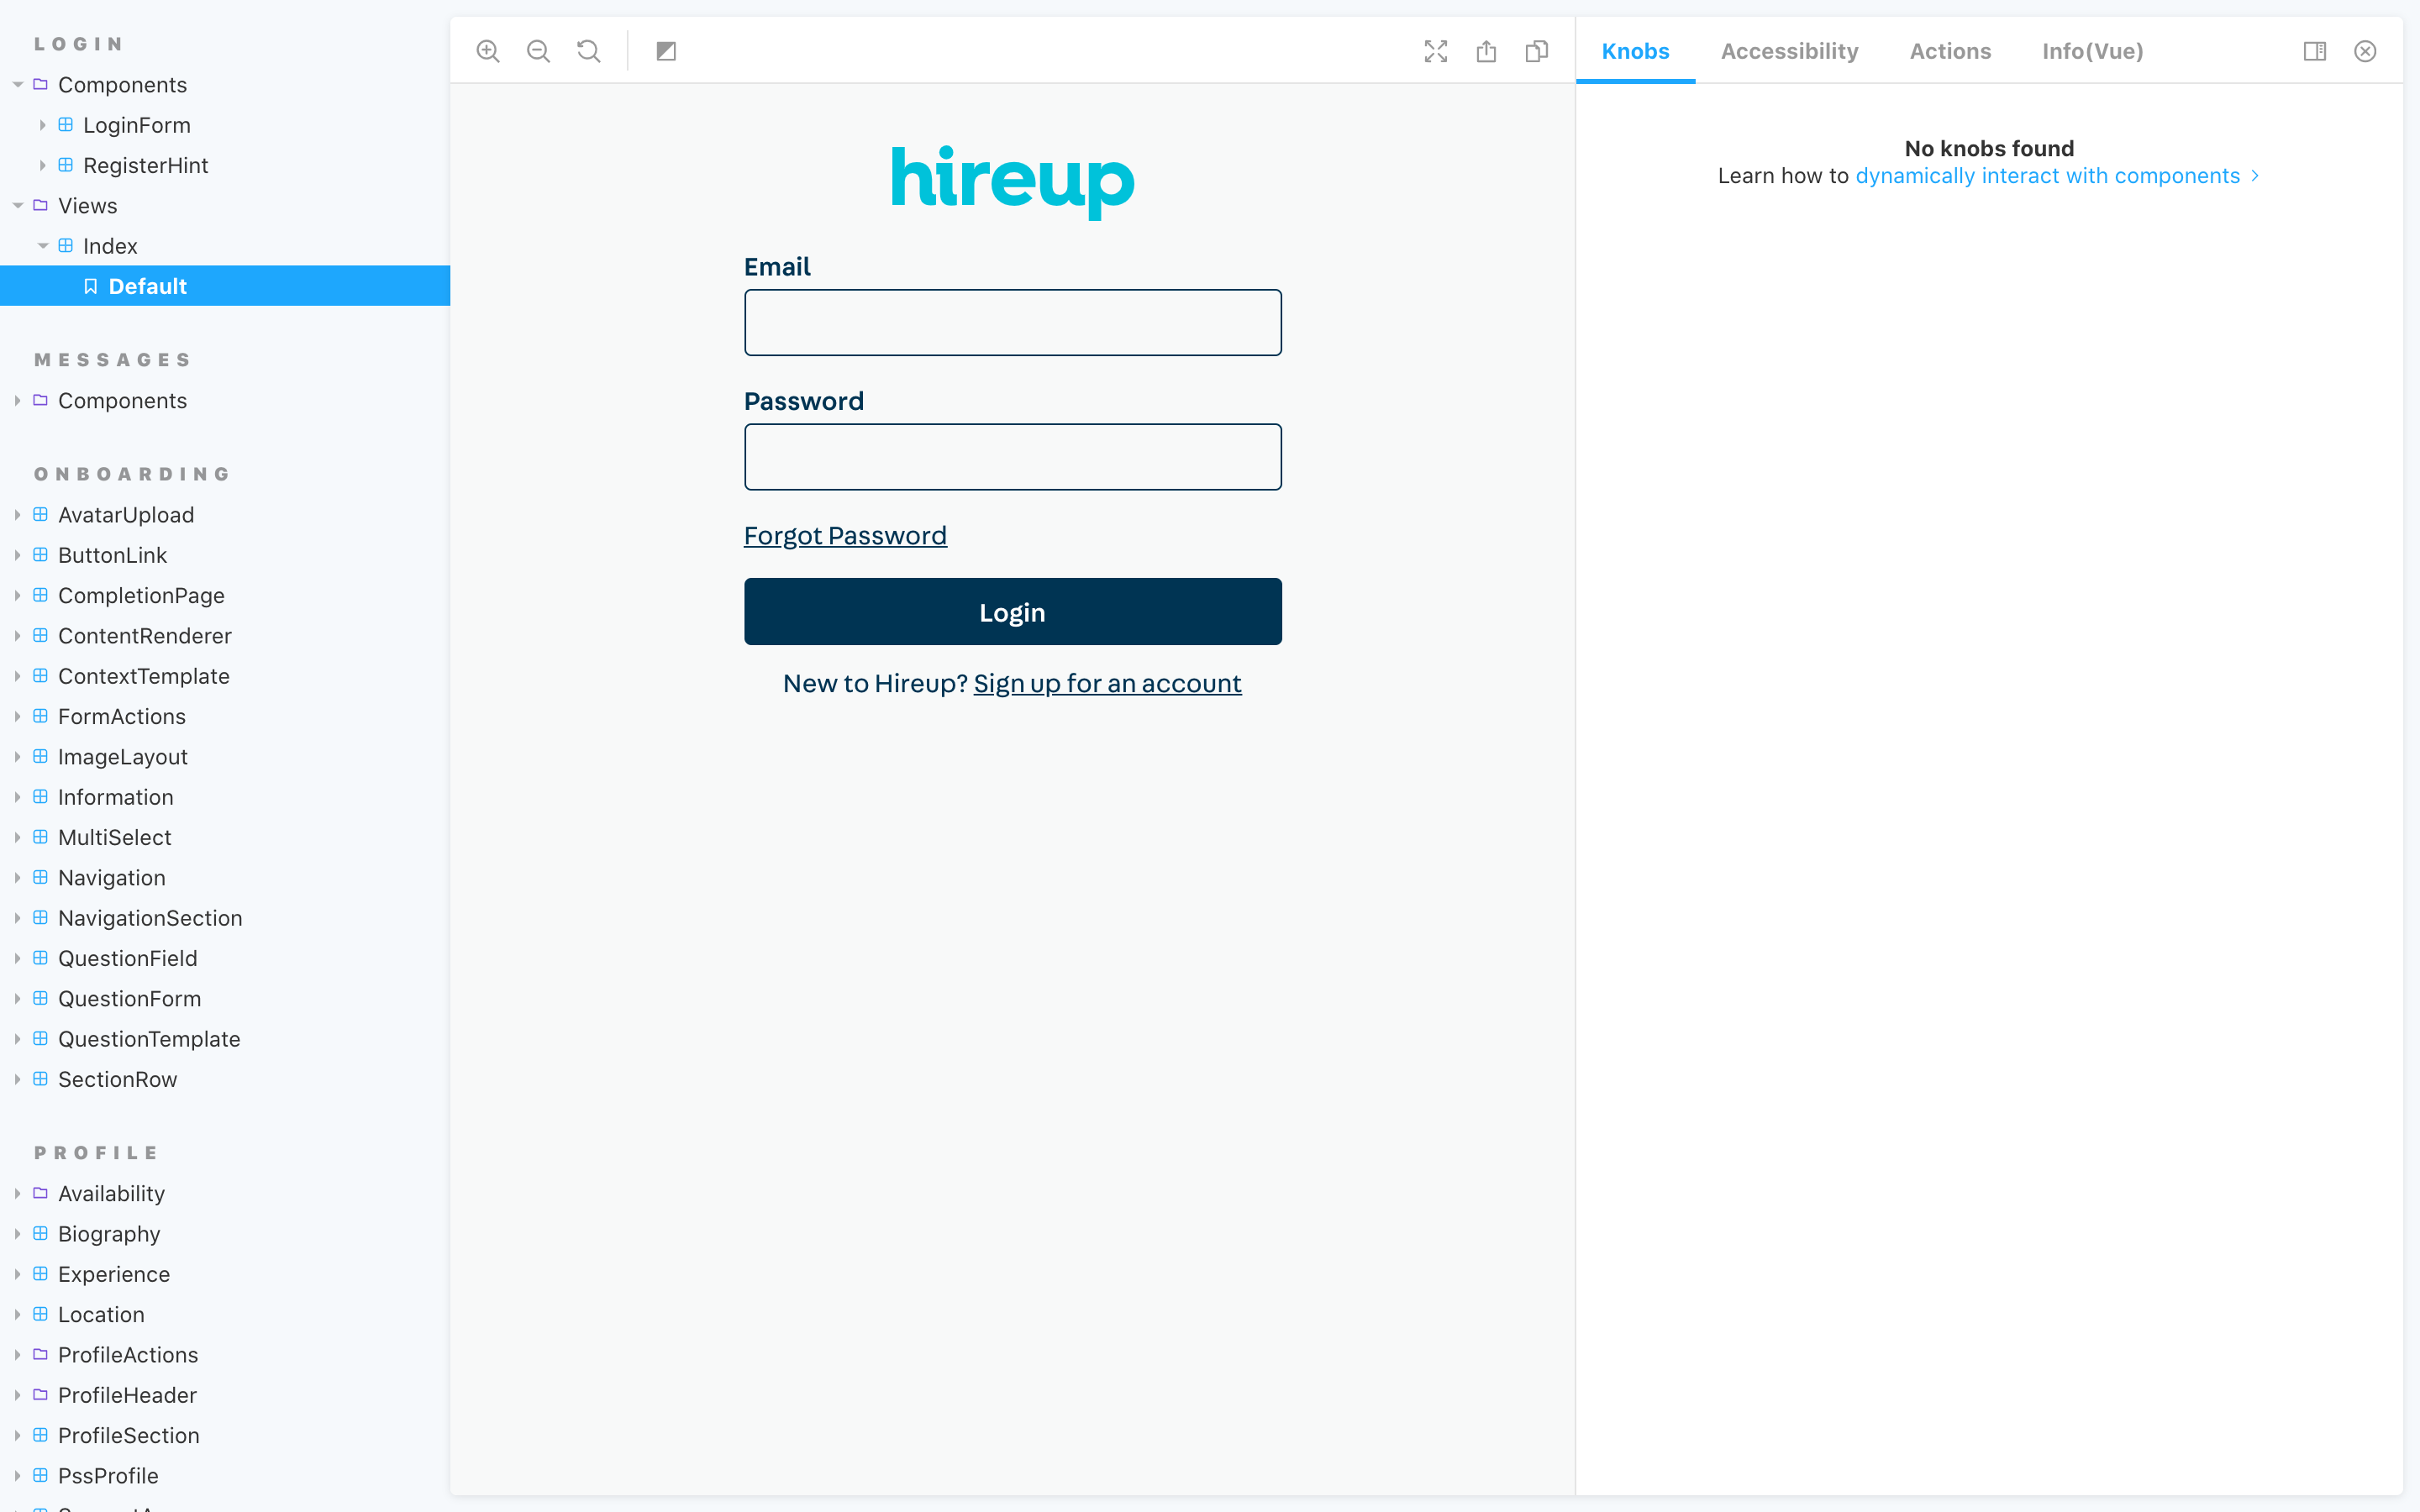 LOGIN
Components
LoginForm
RegisterHint
Views
Index
Default
MESSAGES
Components
ONBOARDING
AvatarUpload
ButtonLink
CompletionPage
ContentRenderer
ContextTemplate
FormActions
ImageLayout
Information
MultiSelect
Navigation
NavigationSection
QuestionField
QuestionForm
QuestionTemplate
SectionRow
PROFILE
Availability
Biography
Experience
Location
ProfileActions
ProfileHeader
ProfileSection
PssProfile
hireup
Email
Password
Forgot Password
Login
New to Hireup? Sign up for an account
Knobs Accessibility Actions Info(Vue)
No knobs found
Learn how to dynamically interact with components